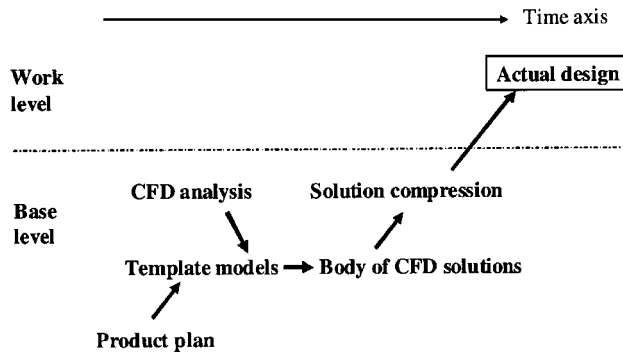 Time axis
Work
level
Actual design
CFD analysis
Solution compression
Base
level
Template models
Body of CFD solutions
Product plan